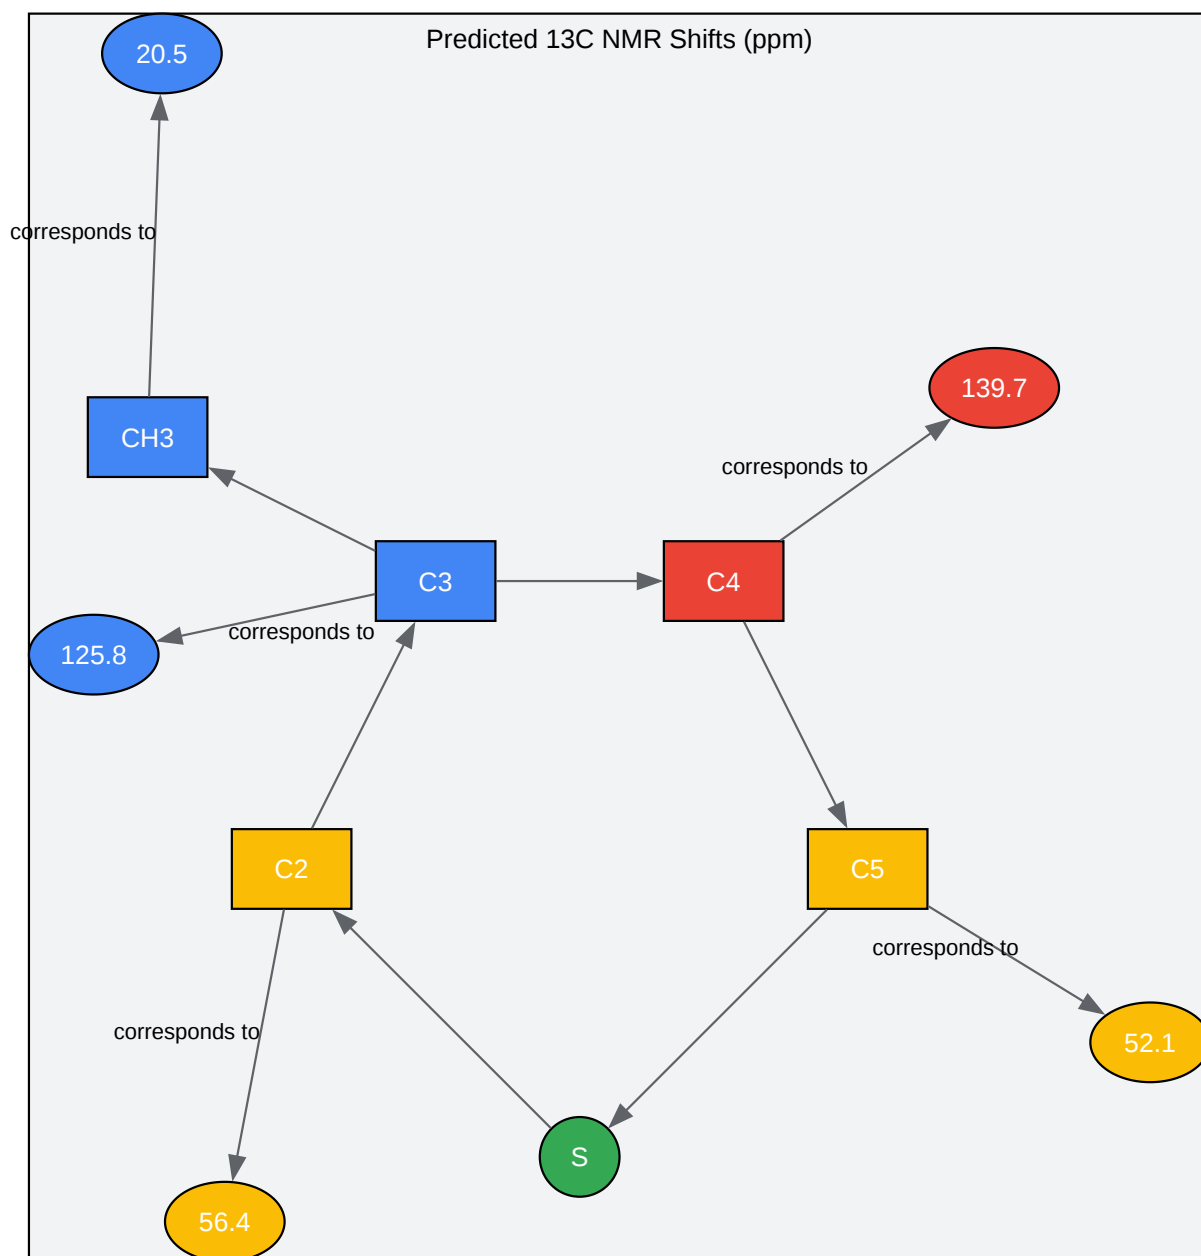 20.5
Predicted 13C NMR Shifts (ppm)
corresponds to
139.7
CH3
corresponds to
C3
C4
corresponds to
125.8
C2
C5
corresponds to
corresponds to
52.1
S
56.4